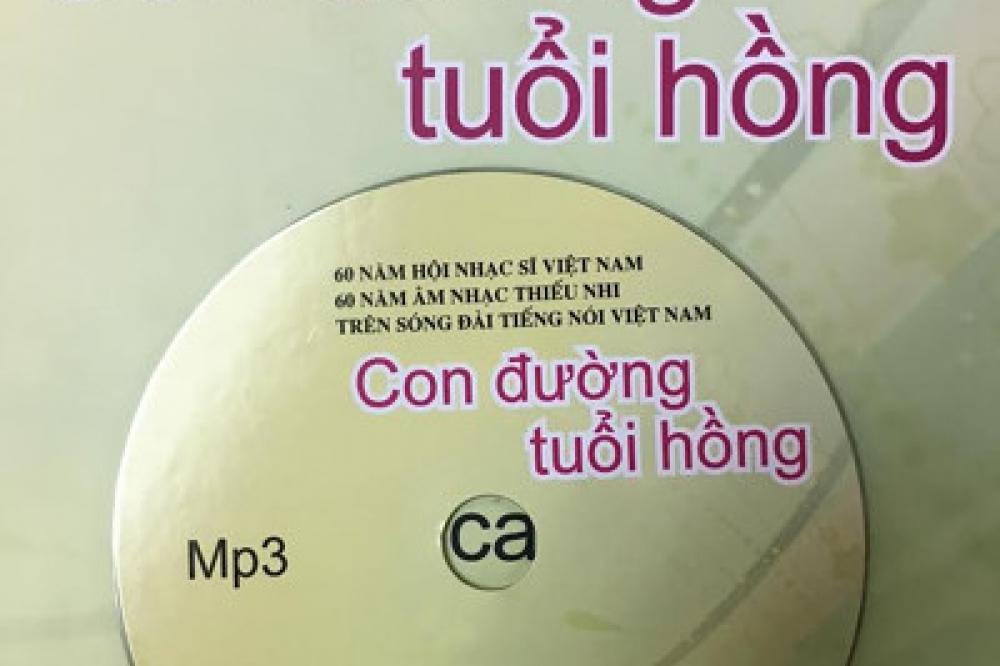 tuổi hồng
60 NĂM HỘI NHẠC SĨ VIỆT NAM
60 NĂM ÂM NHẠC THIẾU NHI
TRÊN SÓNG ĐÀI TIẾNG NÓI VIỆT NAM
Con đường
tuổi hồng
Mp3
ca